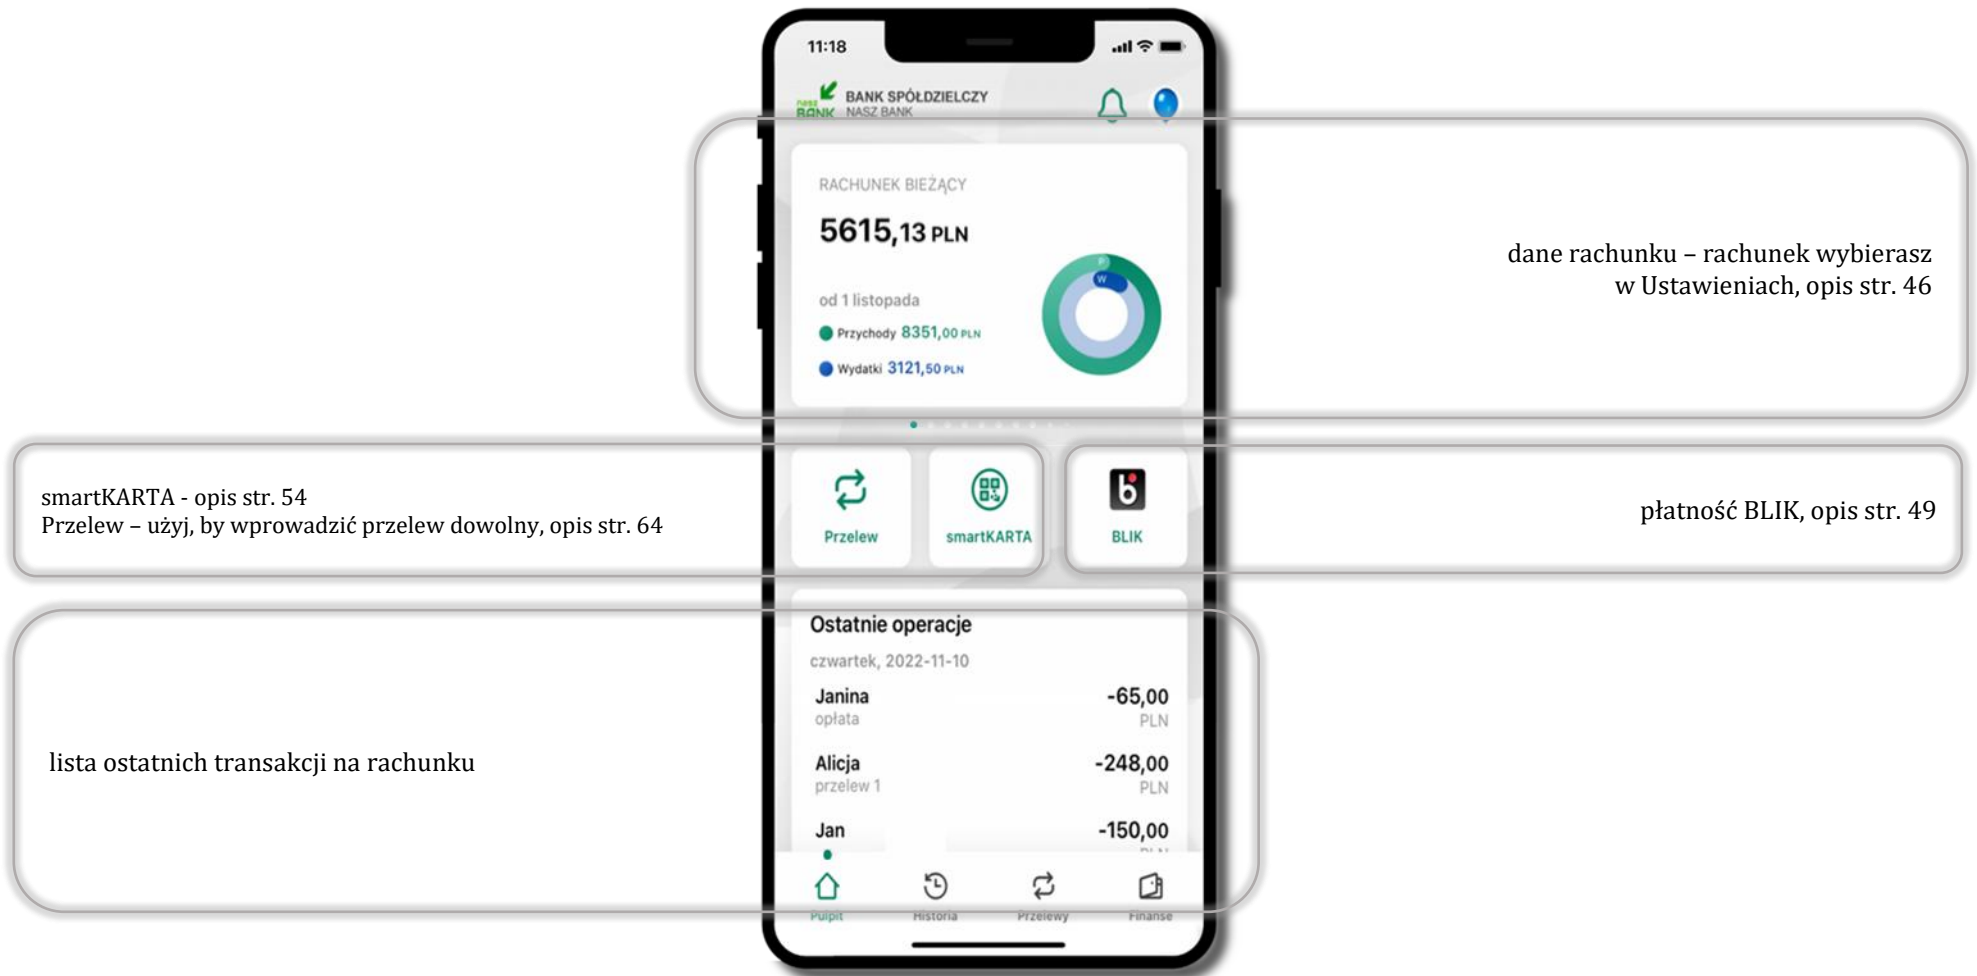 11:18
nasz BANK
BANK SPÓŁDZIELCZY
NASZ BANK
RACHUNEK BIEŻĄCY
5615,13 PLN
od 1 listopada
P
W
Przychody 8351,00 PLN
Wydatki 3121,50 PLN
dane rachunku – rachunek wybierasz
w Ustawieniach, opis str. 46
smartKARTA - opis str. 54
Przelew – użyj, by wprowadzić przelew dowolny, opis str. 64
b
Przelew
smartKARTA
BLIK
płatność BLIK, opis str. 49
Ostatnie operacje
czwartek, 2022-11-10
Janina -65,00
opłata PLN
Alicja -248,00
przelew 1 PLN
Jan -150,00
PLN
lista ostatnich transakcji na rachunku
Pulpit
Historia
Przelewy
Finanse